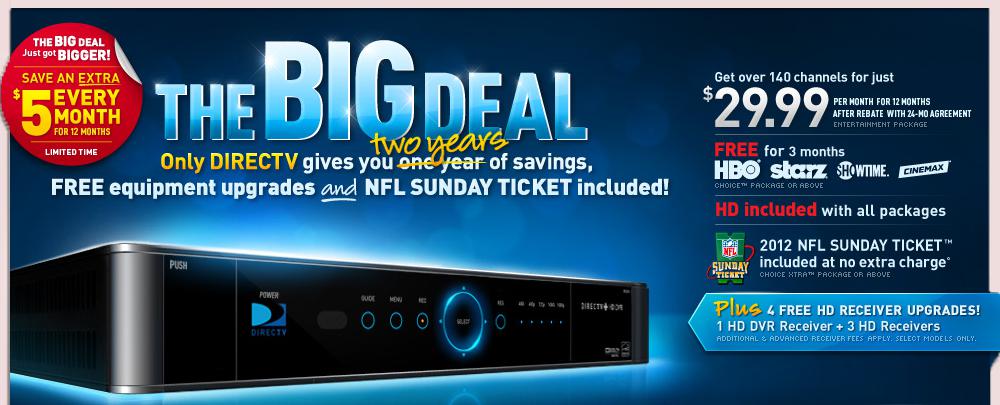 THE BIG DEAL
Just got BIGGER!
SAVE AN EXTRA
$5 EVERY
MONTH
FOR 12 MONTHS
LIMITED TIME
THE BIG DEAL
two years
Only DIRECTV gives you one year of savings,
FREE equipment upgrades and NFL SUNDAY TICKET included!
Get over 140 channels for just
$29.99
PER MONTH FOR 12 MONTHS
AFTER REBATE WITH 24-MO AGREEMENT
ENTERTAINMENT PACKAGE
FREE for 3 months
HBO starz SHOWTIME. CINEMAX
CHOICE™ PACKAGE OR ABOVE
HD included with all packages
NFL
SUNDAY
TICKET
2012 NFL SUNDAY TICKET™
included at no extra charge°
CHOICE XTRA™ PACKAGE OR ABOVE
Plus 4 FREE HD RECEIVER UPGRADES!
1 HD DVR Receiver + 3 HD Receivers
ADDITIONAL & ADVANCED RECEIVER FEES APPLY. SELECT MODELS ONLY.
PUSH
POWER
DIRECTV
GUIDE MENU REC
SELECT
RES 480i 480p 720p 1080i 1080p
DIRECTV HD DVR